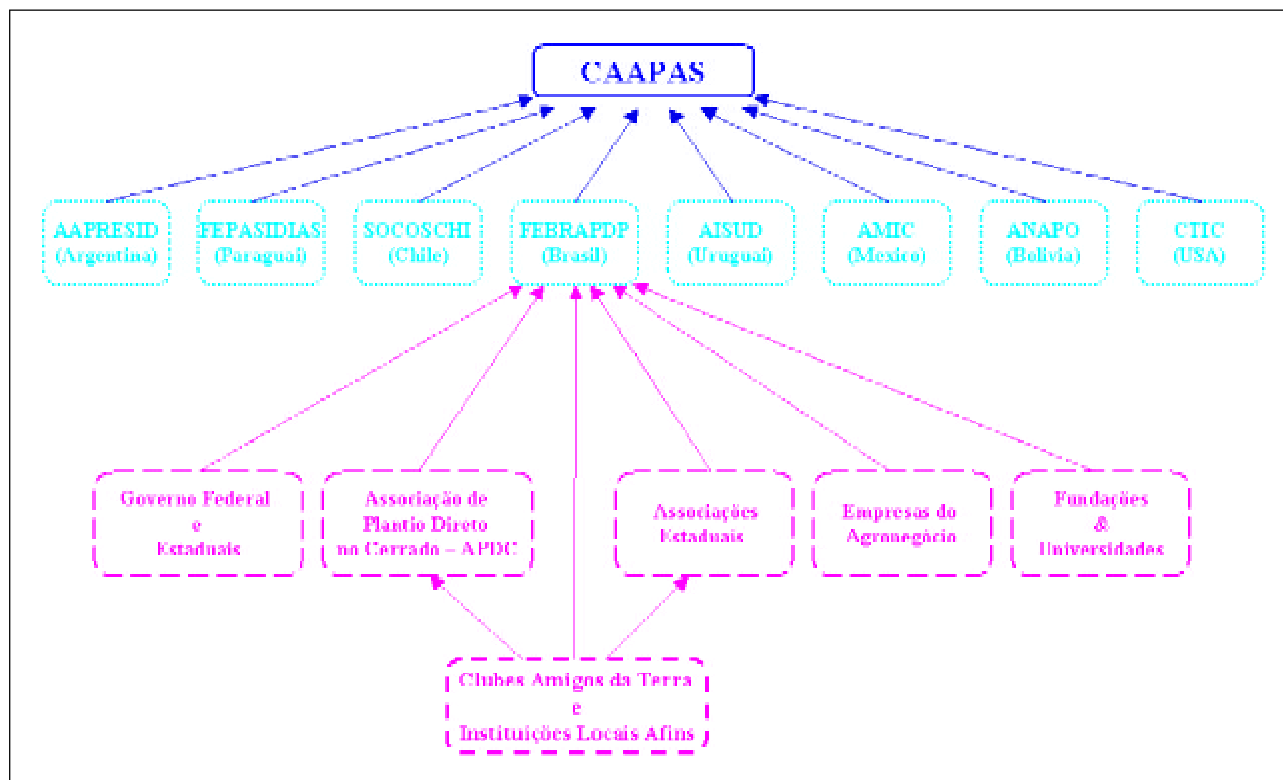 CAAPAS
AAPRESID
(Argentina)
FEPASIDIAS
(Paraguai)
SOCOSCHI
(Chile)
FEBRAPDP
(Brasil)
AISUD
(Uruguai)
AMIC
(Mexico)
ANAPO
(Bolivia)
CTIC
(USA)
Governo Federal
e
Estaduais
Associação de
Plantio Direto
no Cerrado – APDC
Associações
Estaduais
Empresas do
Agronegócio
Fundações
&
Universidades
Clubes Amigos da Terra
e
Instituições Locais Afins